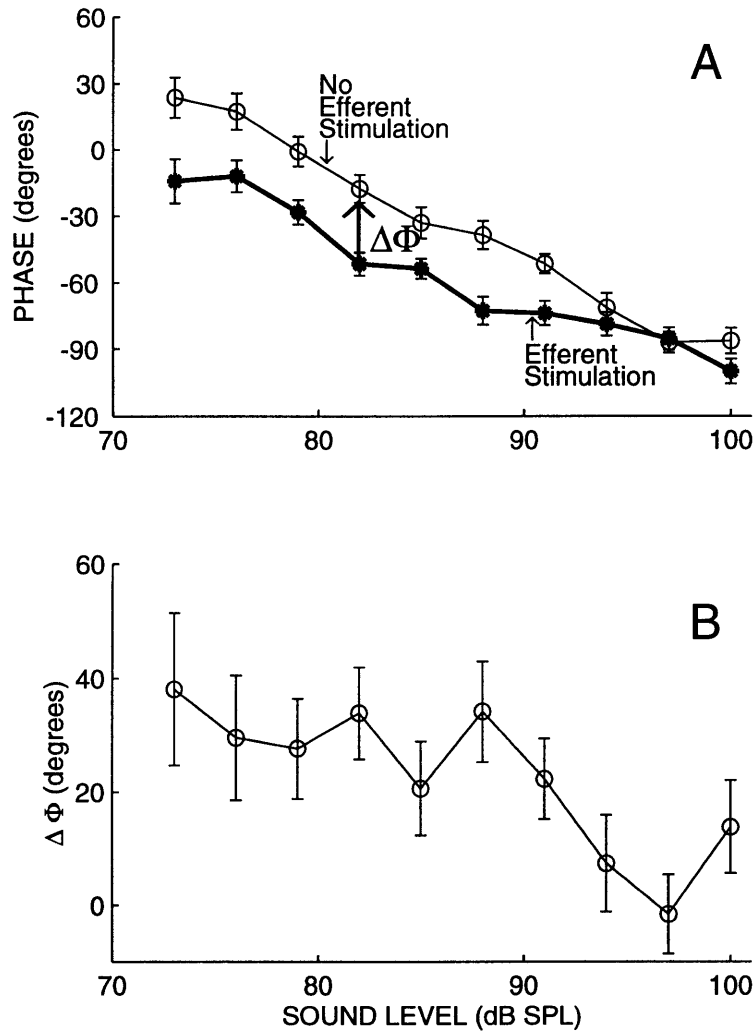 60
A
30
No
Efferent
Stimulation
0
PHASE (degrees)
-30
ΔΦ
-60
-90
Efferent
Stimulation
-120
70
80
90
100
60
B
40
Δ Φ (degrees)
20
0
70
80
90
100
SOUND LEVEL (dB SPL)